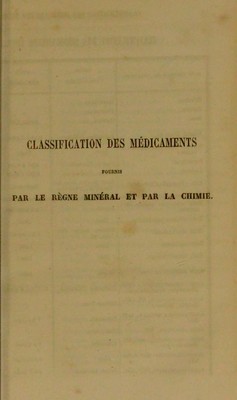 CLASSIFICATION DES MÉDICAMENTS
FOURNIS
PAR LE RÈGNE MINÉRAL ET PAR LA CHIMIE.